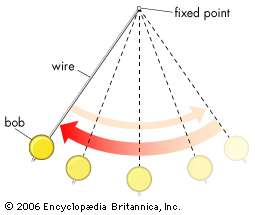 fixed point
wire
bob
© 2006 Encyclopædia Britannica, Inc.